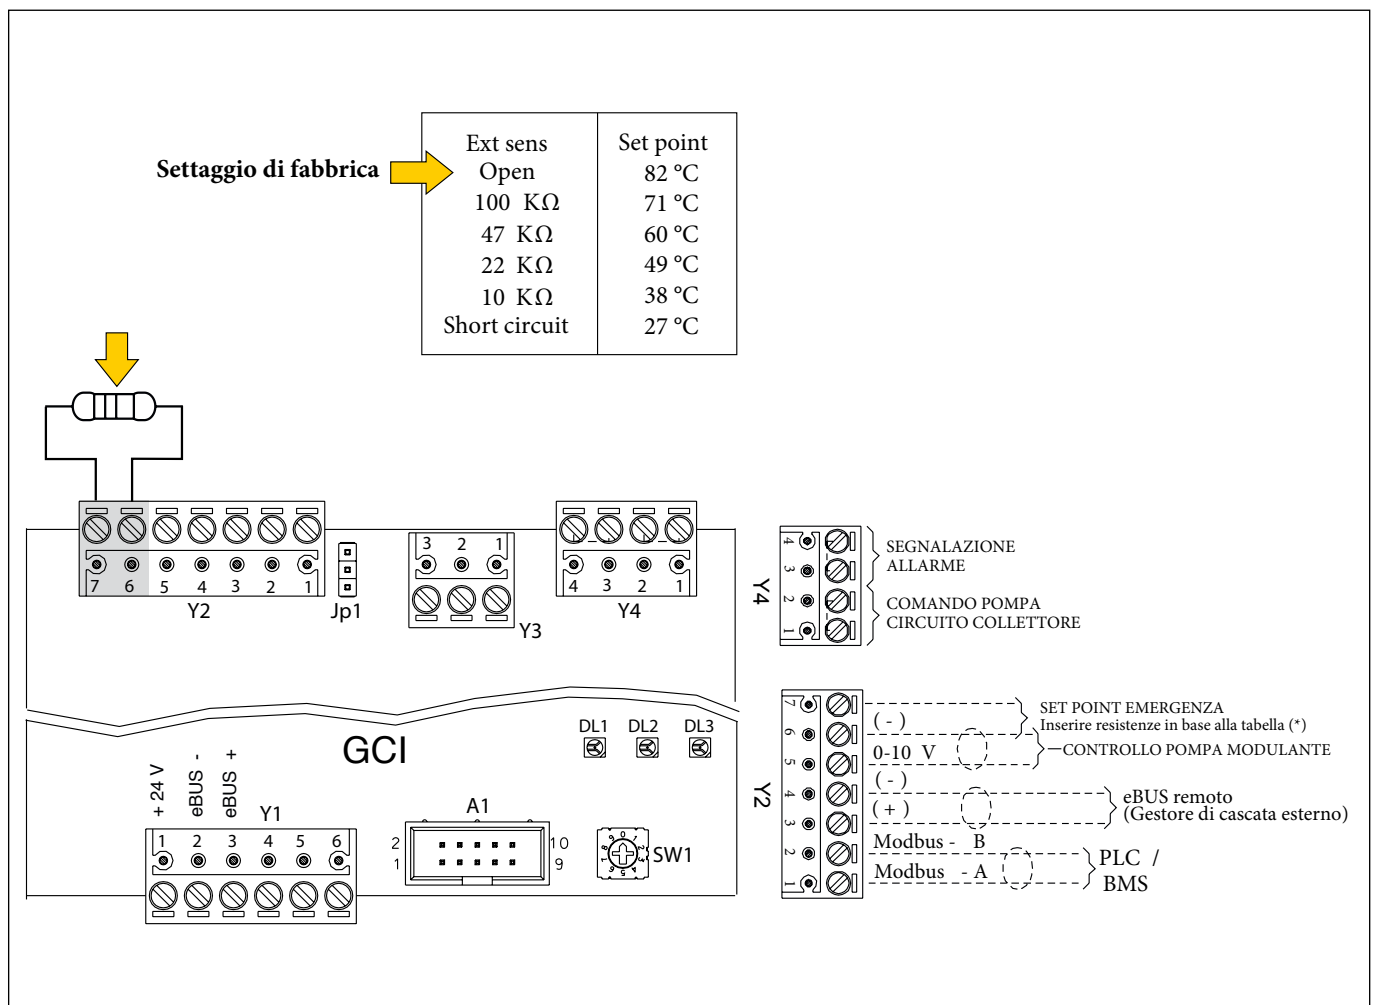 Ext sens Set point
Settaggio di fabbrica Open 82 °C
100 KΩ 71 °C
47 KΩ 60 °C
22 KΩ 49 °C
10 KΩ 38 °C
Short circuit 27 °C
7 6 5 4 3 2 1
Y2
Jp1
3 2 1
Y3
4 3 2 1
Y4
4
3
2
1
Y4
SEGNALAZIONE
ALLARME
COMANDO POMPA
CIRCUITO COLLETTORE
GCI
DL1 DL2 DL3
+ 24 V
eBUS -
eBUS +
Y1
1 2 3 4 5 6
A1
2 10
1 9
SW1
7
6
5
4
3
2
1
Y2
SET POINT EMERGENZA
( - ) Inserire resistenze in base alla tabella (*)
0-10 V CONTROLLO POMPA MODULANTE
( - )
eBUS remoto
( + ) (Gestore di cascata esterno)
Modbus - B
Modbus - A
PLC /
BMS